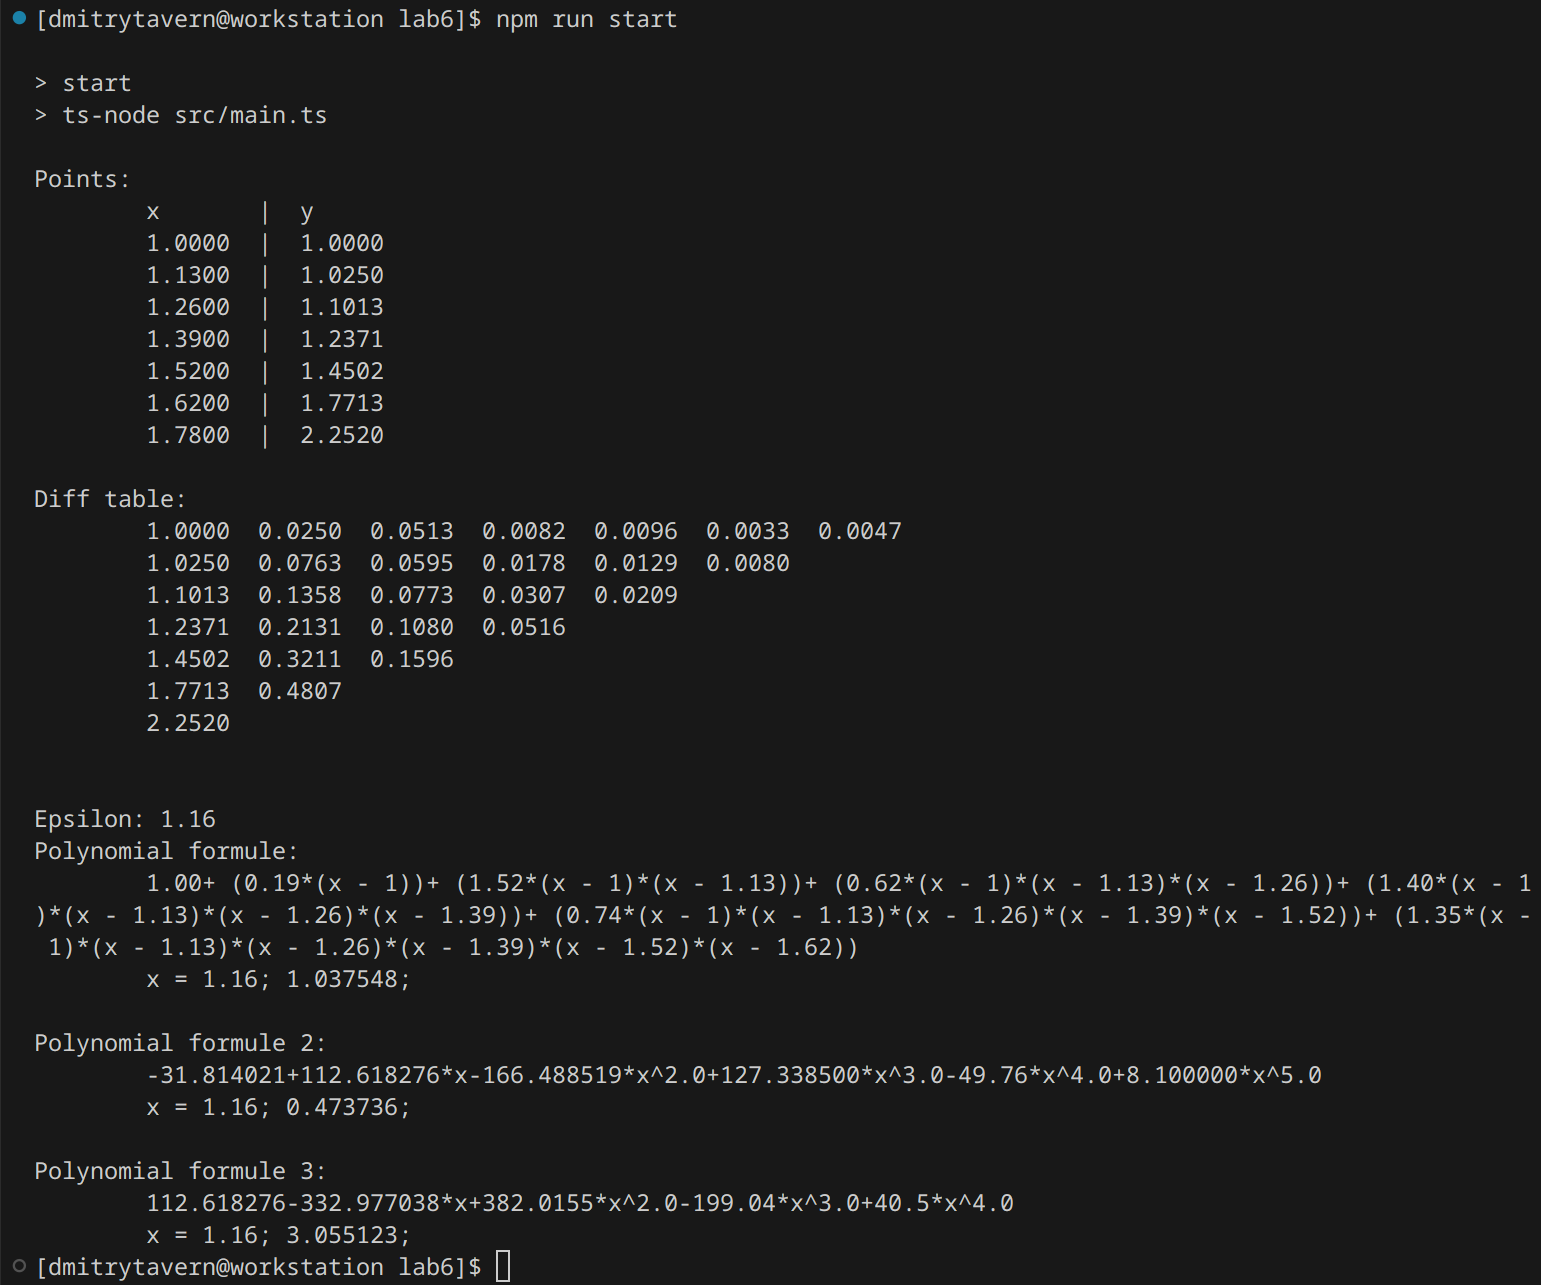 [dmitrytavern@workstation lab6]$ npm run start
> start
> ts-node src/main.ts
Points:
x | y
1.0000 | 1.0000
1.1300 | 1.0250
1.2600 | 1.1013
1.3900 | 1.2371
1.5200 | 1.4502
1.6200 | 1.7713
1.7800 | 2.2520
Diff table:
1.0000 0.0250 0.0513 0.0082 0.0096 0.0033 0.0047
1.0250 0.0763 0.0595 0.0178 0.0129 0.0080
1.1013 0.1358 0.0773 0.0307 0.0209
1.2371 0.2131 0.1080 0.0516
1.4502 0.3211 0.1596
1.7713 0.4807
2.2520
Epsilon: 1.16
Polynomial formule:
1.00+ (0.19*(x - 1))+ (1.52*(x - 1)*(x - 1.13))+ (0.62*(x - 1)*(x - 1.13)*(x - 1.26))+ (1.40*(x - 1
)*(x - 1.13)*(x - 1.26)*(x - 1.39))+ (0.74*(x - 1)*(x - 1.13)*(x - 1.26)*(x - 1.39)*(x - 1.52))+ (1.35*(x -
1)*(x - 1.13)*(x - 1.26)*(x - 1.39)*(x - 1.52)*(x - 1.62))
x = 1.16; 1.037548;
Polynomial formule 2:
-31.814021+112.618276*x-166.488519*x^2.0+127.338500*x^3.0-49.76*x^4.0+8.100000*x^5.0
x = 1.16; 0.473736;
Polynomial formule 3:
112.618276-332.977038*x+382.0155*x^2.0-199.04*x^3.0+40.5*x^4.0
x = 1.16; 3.055123;
[dmitrytavern@workstation lab6]$